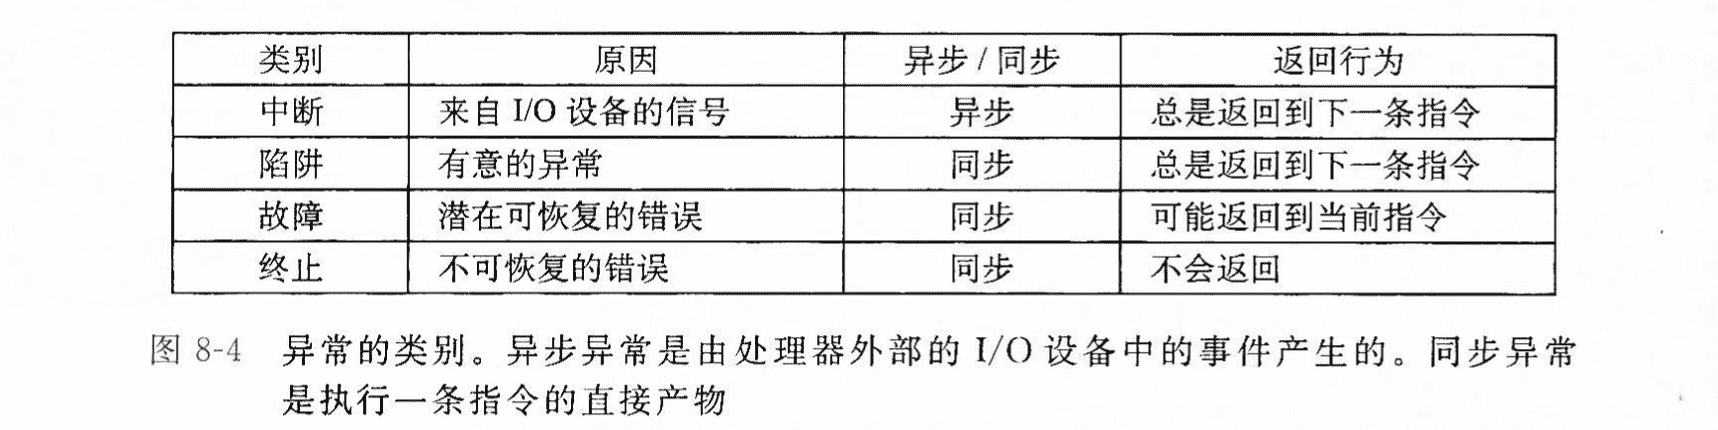 类别 原因 异步 / 同步 返回行为
中断 来自 I/O 设备的信号 异步 总是返回到下一条指令
陷阱 有意的异常 同步 总是返回到下一条指令
故障 潜在可恢复的错误 同步 可能返回到当前指令
终止 不可恢复的错误 同步 不会返回
图 8-4 异常的类别。异步异常是由处理器外部的 I/O 设备中的事件产生的。同步异常
是执行一条指令的直接产物